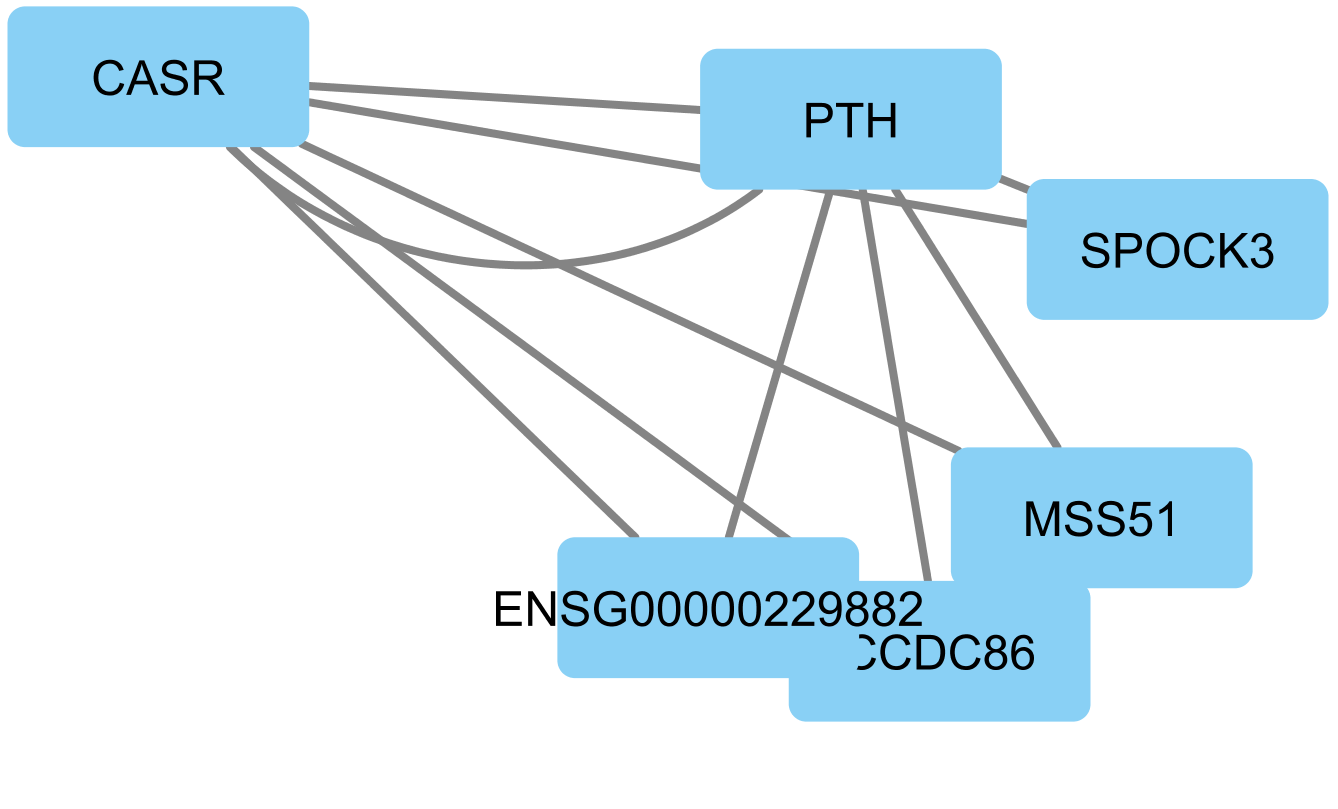 CASR
PTH
SPOCK3
MSS51
ENSG00000229882
CCDC86